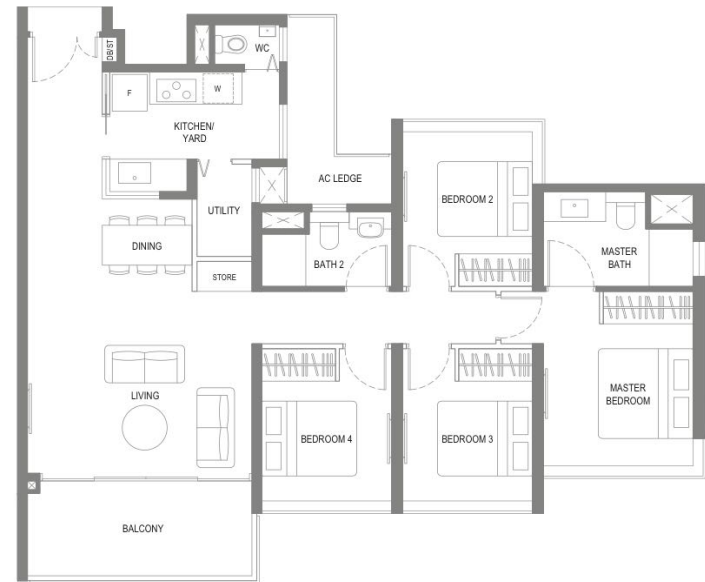 DB/ST
WC
F
W
KITCHEN/
YARD
AC LEDGE
BEDROOM 2
UTILITY
DINING
BATH 2
MASTER
BATH
STORE
LIVING
MASTER
BEDROOM
BEDROOM 4
BEDROOM 3
BALCONY